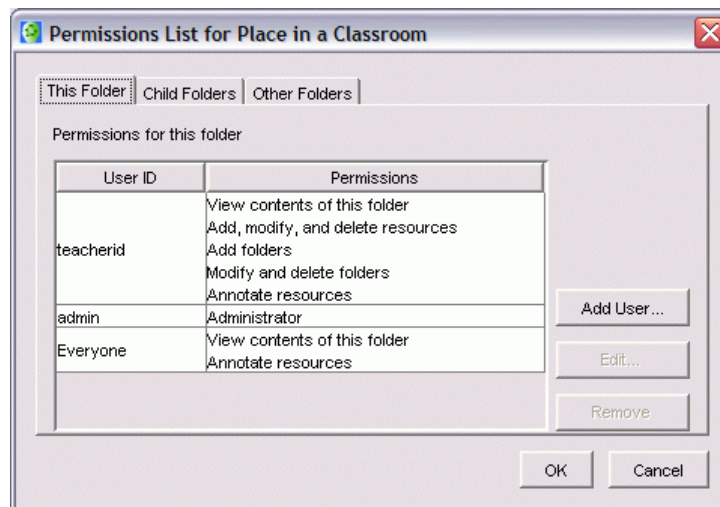 Permissions List for Place in a Classroom
This Folder Child Folders Other Folders
Permissions for this folder
User ID Permissions
teacherid
View contents of this folder
Add, modify, and delete resources
Add folders
Modify and delete folders
Annotate resources
admin Administrator
Everyone
View contents of this folder
Annotate resources
Add User...
Edit...
Remove
OK Cancel